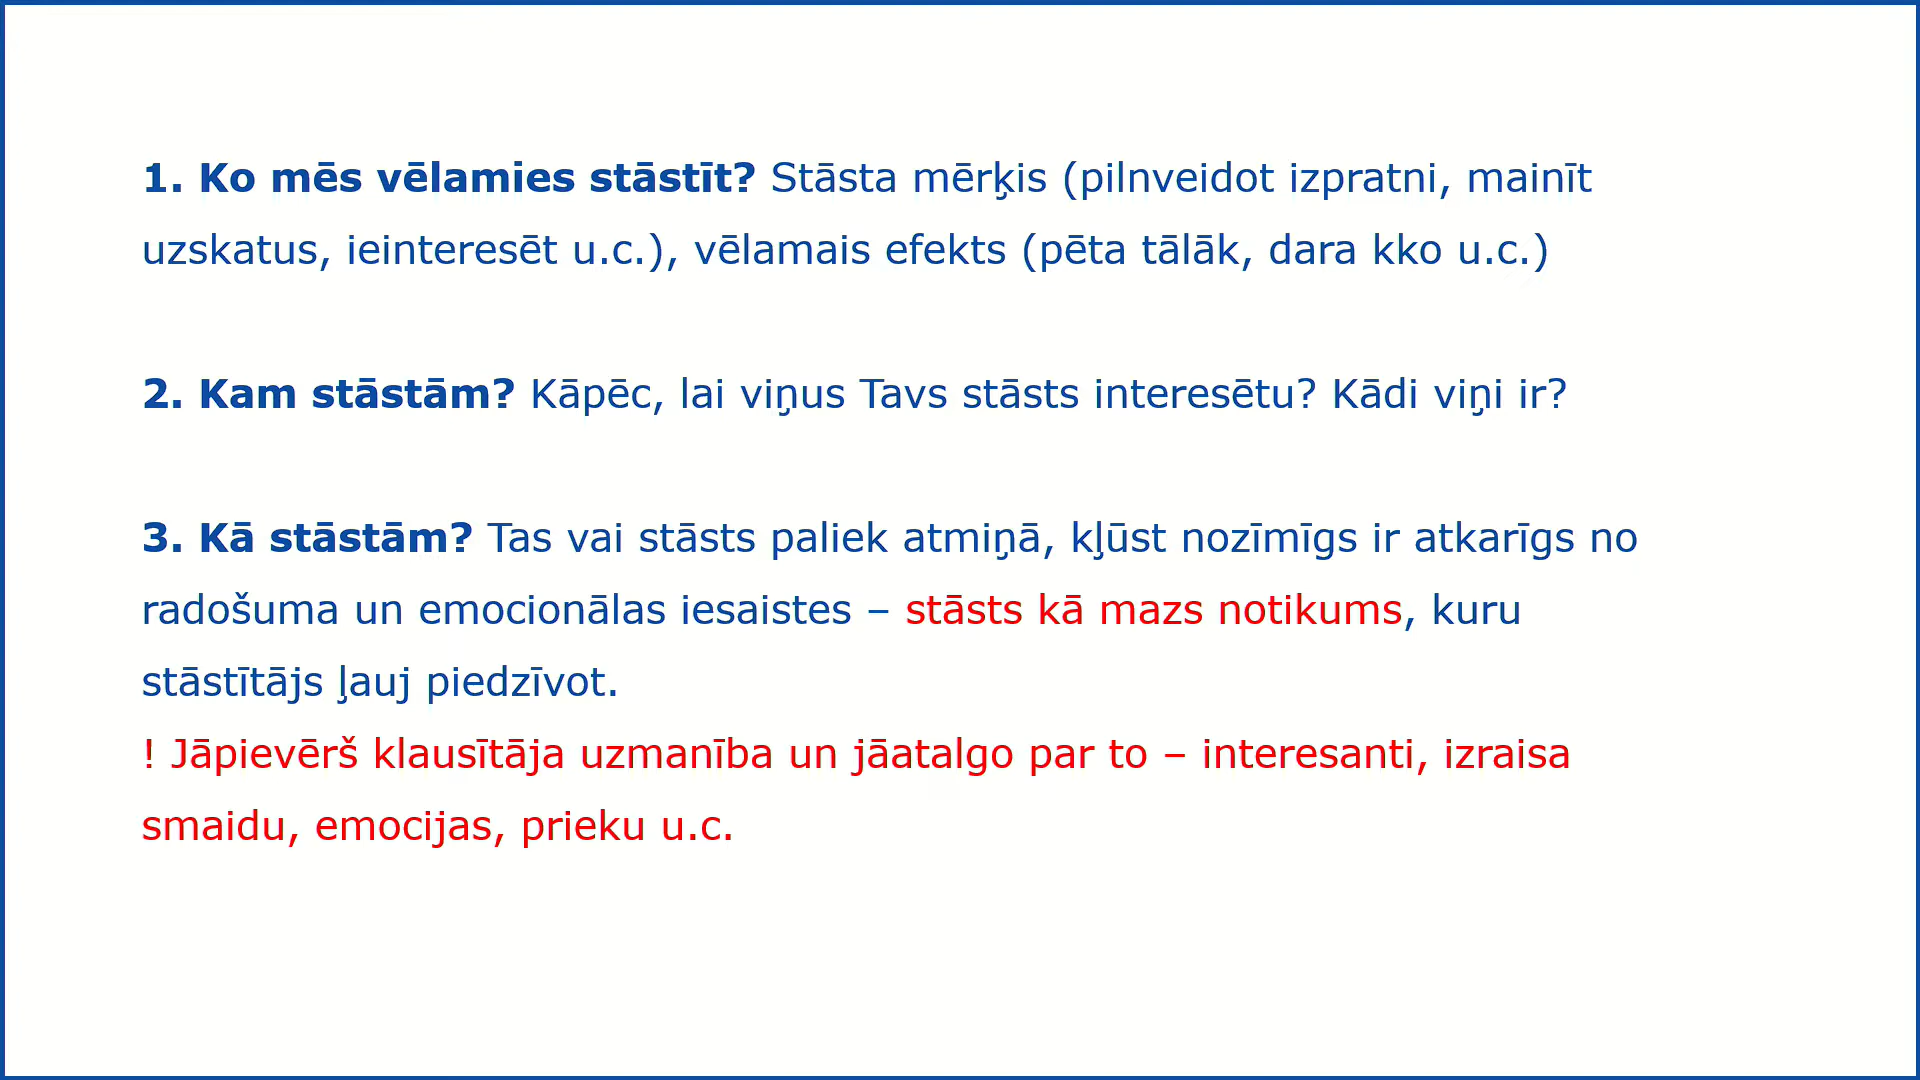 1. Ko mēs vēlamies stāstīt? Stāsta mērķis (pilnveidot izpratni, mainīt
uzskatus, ieinteresēt u.c.), vēlamais efekts (pēta tālāk, dara kko u.c.)
2. Kam stāstām? Kāpēc, lai viņus Tavs stāsts interesētu? Kādi viņi ir?
3. Kā stāstām? Tas vai stāsts paliek atmiņā, kļūst nozīmīgs ir atkarīgs no
radošuma un emocionālas iesaistes – stāsts kā mazs notikums, kuru
stāstītājs ļauj piedzīvot.
! Jāpievērš klausītāja uzmanība un jāatalgo par to – interesanti, izraisa
smaidu, emocijas, prieku u.c.